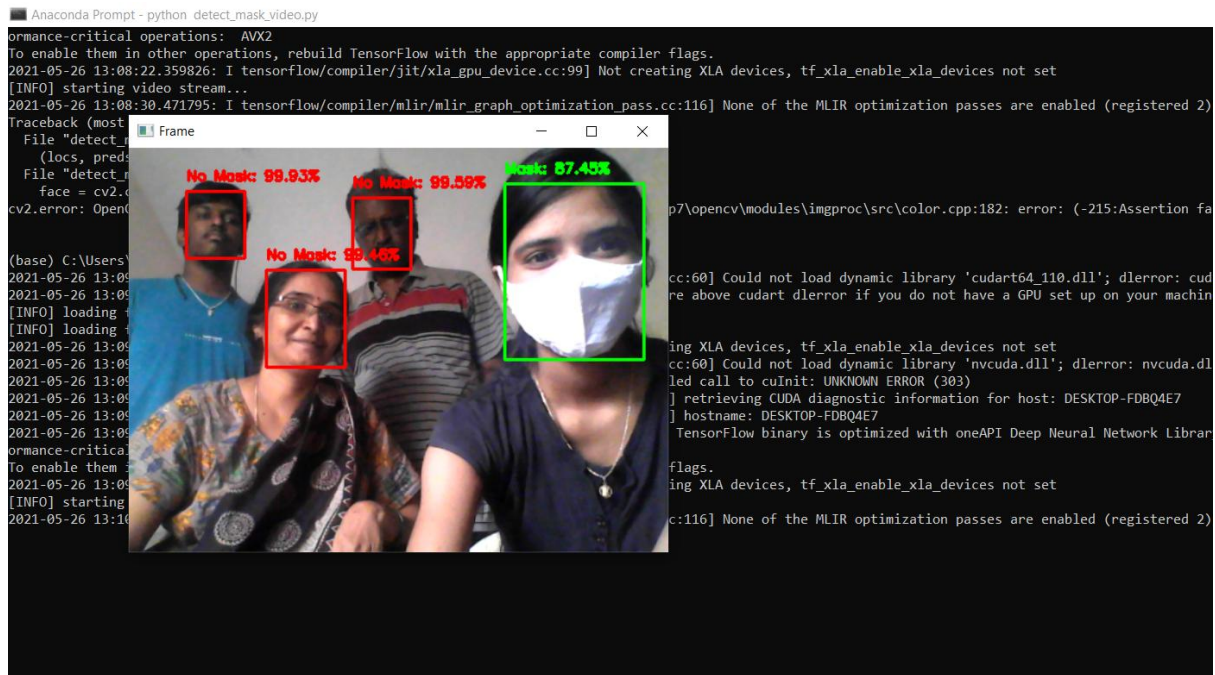 Anaconda Prompt - python detect_mask_video.py
ormance-critical operations:  AVX2
To enable them in other operations, rebuild TensorFlow with the appropriate compiler flags.
2021-05-26 13:08:22.359826: I tensorflow/compiler/jit/xla_gpu_device.cc:99] Not creating XLA devices, tf_xla_enable_xla_devices not set
[INFO] starting video stream...
2021-05-26 13:08:30.471795: I tensorflow/compiler/mlir/mlir_graph_optimization_pass.cc:116] None of the MLIR optimization passes are enabled (registered 2)
Traceback (most
Frame
File "detect_
(locs, preds
No Mask: 99.93%
No Mask: 99.59%
Mask: 87.45%
File "detect_
face = cv2.
cv2.error: Open
p7\opencv\modules\imgproc\src\color.cpp:182: error: (-215:Assertion fa
No Mask: 99.46%
(base) C:\Users\
2021-05-26 13:09
cc:60] Could not load dynamic library 'cudart64_110.dll'; dlerror: cud
2021-05-26 13:09
re above cudart dlerror if you do not have a GPU set up on your machin
[INFO] loading
[INFO] loading
2021-05-26 13:09
ing XLA devices, tf_xla_enable_xla_devices not set
2021-05-26 13:09
cc:60] Could not load dynamic library 'nvcuda.dll'; dlerror: nvcuda.dl
2021-05-26 13:09
led call to cuInit: UNKNOWN ERROR (303)
2021-05-26 13:09
] retrieving CUDA diagnostic information for host: DESKTOP-FDBQ4E7
2021-05-26 13:09
] hostname: DESKTOP-FDBQ4E7
2021-05-26 13:09
TensorFlow binary is optimized with oneAPI Deep Neural Network Librar
ormance-critical
To enable them
flags.
2021-05-26 13:09
ing XLA devices, tf_xla_enable_xla_devices not set
[INFO] starting
2021-05-26 13:10
c:116] None of the MLIR optimization passes are enabled (registered 2)